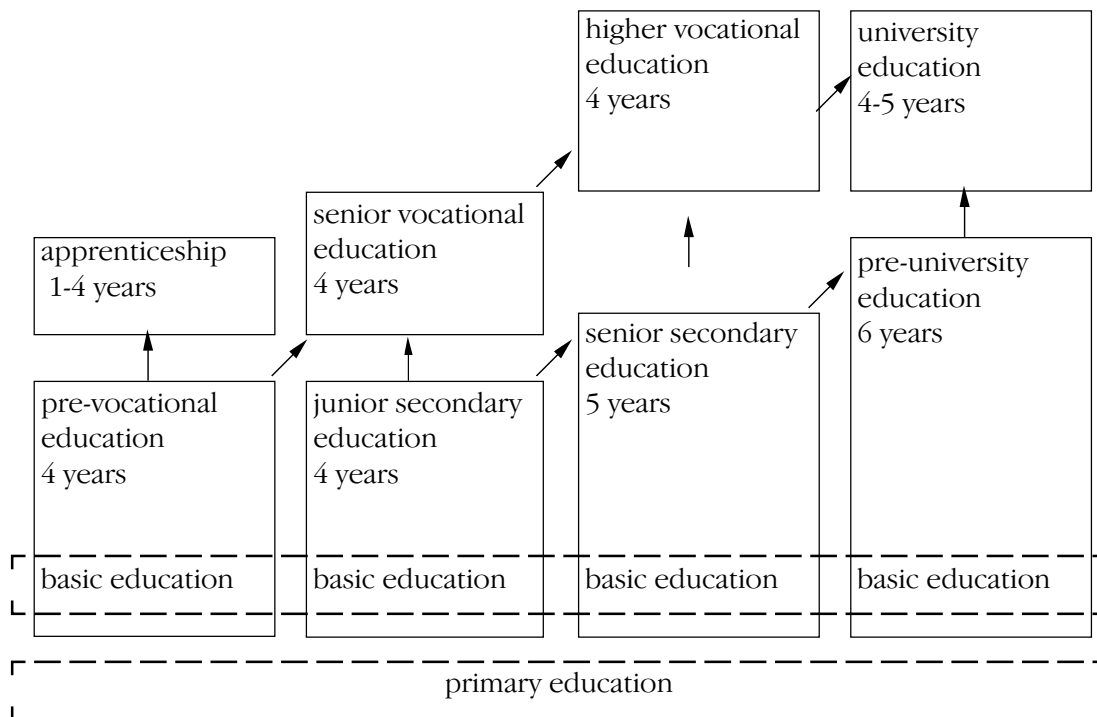 higher vocational
education
4 years
university
education
4-5 years
senior vocational
education
4 years
apprenticeship
1-4 years
pre-university
education
6 years
senior secondary
education
5 years
pre-vocational
education
4 years
junior secondary
education
4 years
basic education
basic education
basic education
basic education
primary education